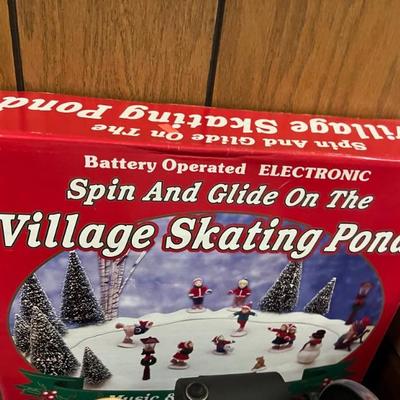 Spin And Glide On The
Village Skating Pond
Battery Operated ELECTRONIC
Spin And Glide On The
Village Skating Pond
Music &